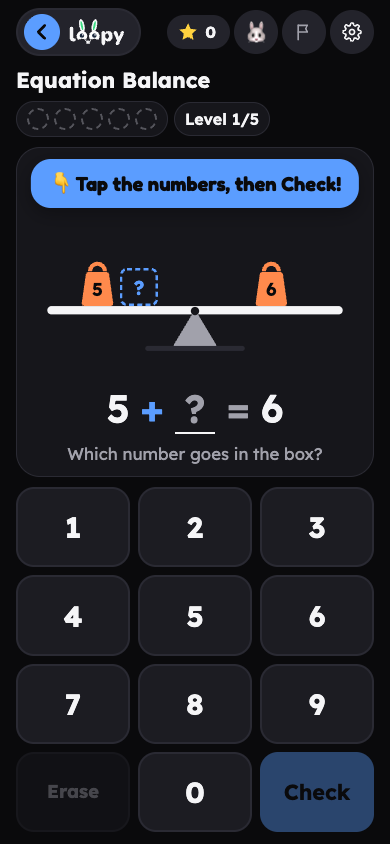 loopy
0
Equation Balance
Level 1/5
👇 Tap the numbers, then Check!
5 ? 6
5 + ? = 6
Which number goes in the box?
1 2 3
4 5 6
7 8 9
Erase 0 Check